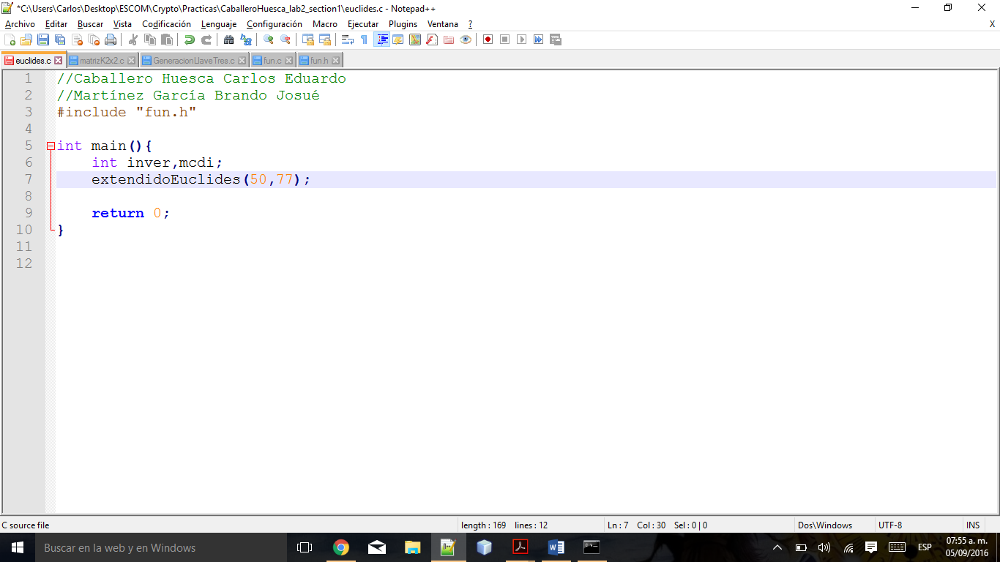 *C:\Users\Carlos\Desktop\ESCOM\Crypto\Practicas\CaballeroHuesca_lab2_section1\euclides.c - Notepad++
Archivo Editar Buscar Vista Codificación Lenguaje Configuración Macro Ejecutar Plugins Ventana ? X
euclides.c matrizK2x2.c GeneracionLlaveTres.c fun.c fun.h
1 //Caballero Huesca Carlos Eduardo
2 //Martínez García Brando Josué
3 #include "fun.h"
4
5 int main(){
6 int inver,mcdi;
7 extendidoEuclides(50,77);
8
9 return 0;
10 }
11
12
C source file length : 169 lines : 12 Ln : 7 Col : 30 Sel : 0 | 0 Dos\Windows UTF-8 INS
Buscar en la web y en Windows ESP 07:55 a. m.
05/09/2016